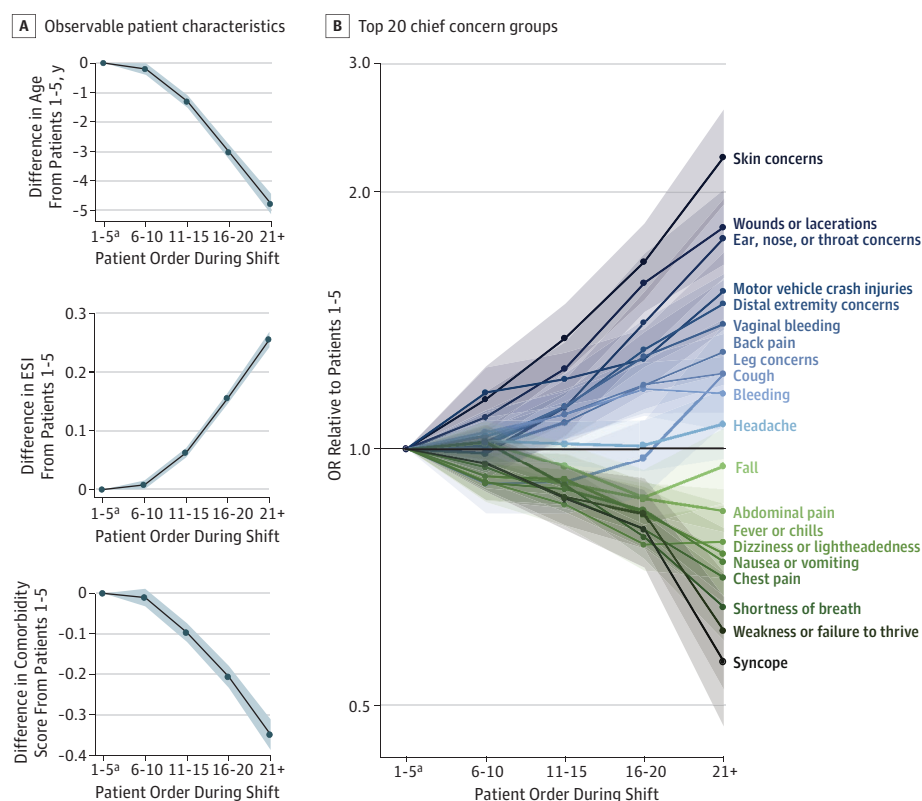 A Observable patient characteristics
0
-1
-2
-3
-4
-5
Difference in Age
From Patients 1-5, y
1-5a 6-10 11-15 16-20 21+
Patient Order During Shift
0.3
0.2
0.1
0
Difference in ESI
From Patients 1-5
1-5a 6-10 11-15 16-20 21+
Patient Order During Shift
0
-0.1
-0.2
-0.3
-0.4
Difference in Comorbidity
Score From Patients 1-5
1-5a 6-10 11-15 16-20 21+
Patient Order During Shift
B Top 20 chief concern groups
3.0
2.0
1.0
0.5
OR Relative to Patients 1-5
Skin concerns
Wounds or lacerations
Ear, nose, or throat concerns
Motor vehicle crash injuries
Distal extremity concerns
Vaginal bleeding
Back pain
Leg concerns
Cough
Bleeding
Headache
Fall
Abdominal pain
Fever or chills
Dizziness or lightheadedness
Nausea or vomiting
Chest pain
Shortness of breath
Weakness or failure to thrive
Syncope
1-5a 6-10 11-15 16-20 21+
Patient Order During Shift